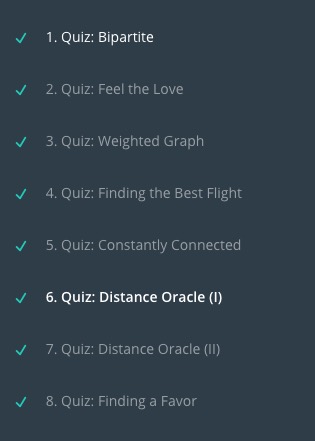 1. Quiz: Bipartite
2. Quiz: Feel the Love
3. Quiz: Weighted Graph
4. Quiz: Finding the Best Flight
5. Quiz: Constantly Connected
6. Quiz: Distance Oracle (I)
7. Quiz: Distance Oracle (II)
8. Quiz: Finding a Favor